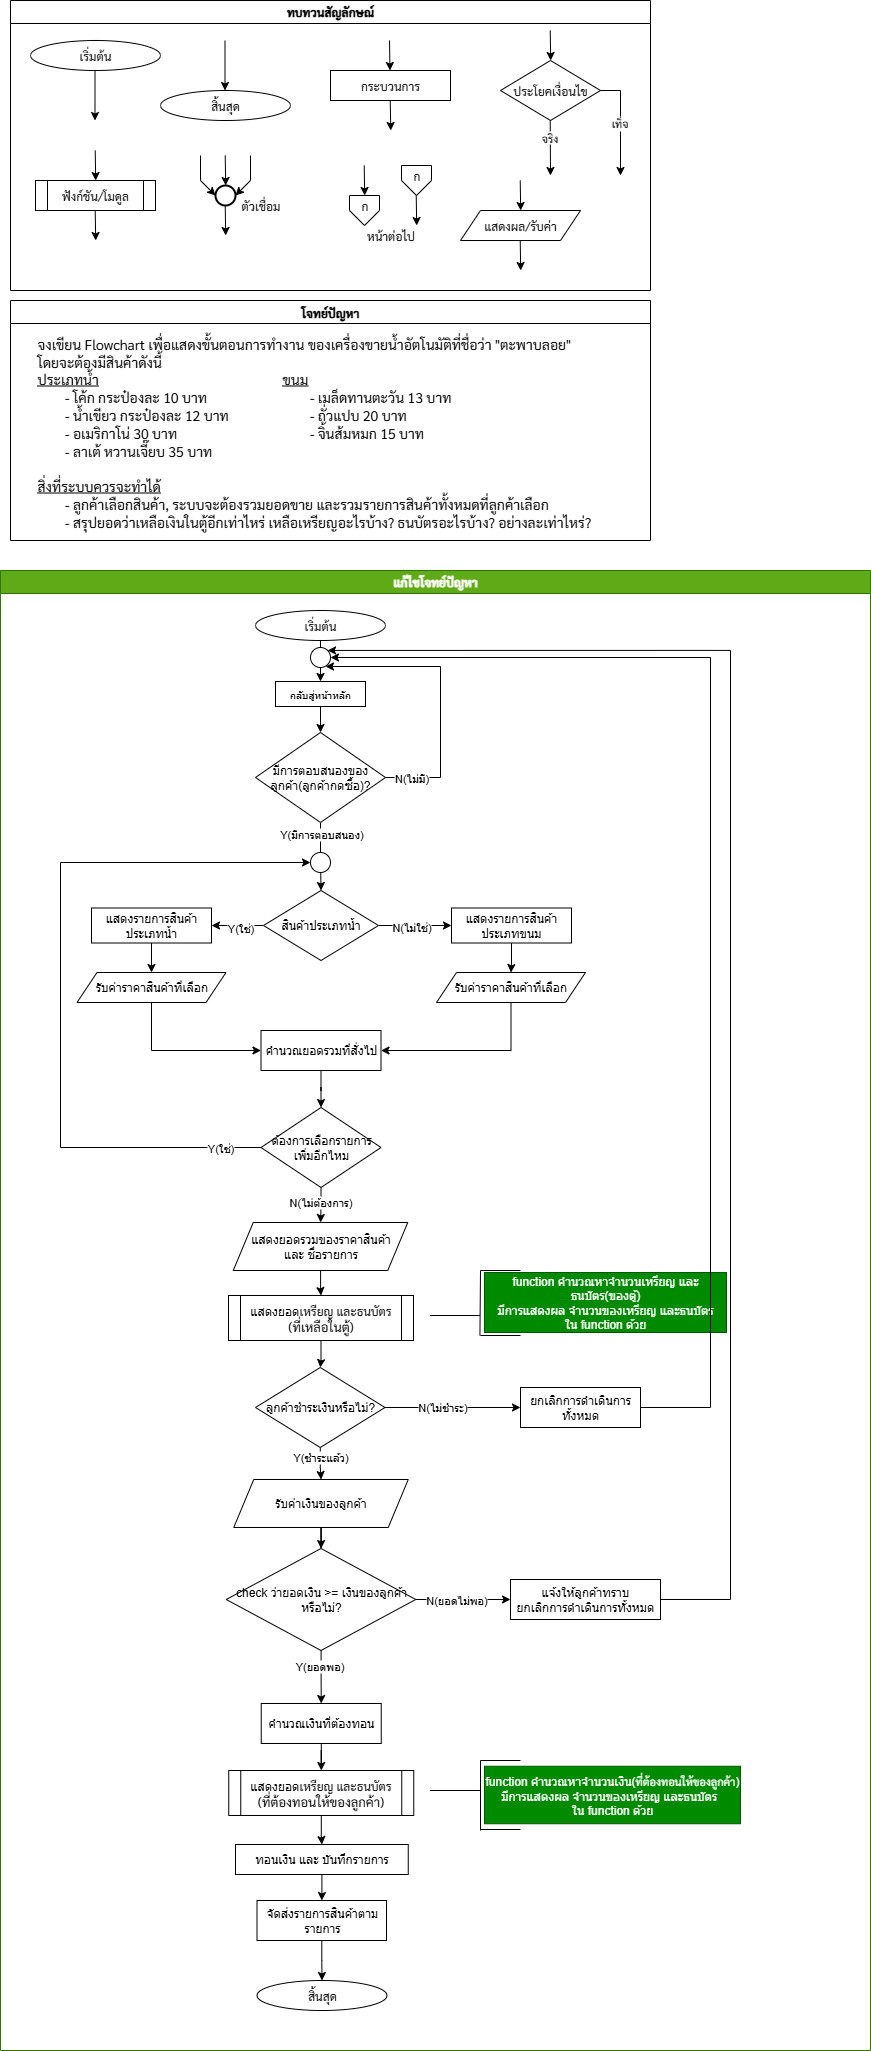 ทบทวนสัญลักษณ์
เริ่มต้น
สิ้นสุด
กระบวนการ
ประโยคเงื่อนไข
เท็จ
จริง
ฟังก์ชัน/โมดูล
ตัวเชื่อม
ก
ก
หน้าต่อไป
แสดงผล/รับค่า
โจทย์ปัญหา
จงเขียน Flowchart เพื่อแสดงขั้นตอนการทำงาน ของเครื่องขายน้ำอัตโนมัติที่ชื่อว่า "ตะพาบลอย"
โดยจะต้องมีสินค้าดังนี้
ประเภทน้ำ
- โค้ก กระป๋องละ 10 บาท
- น้ำเขียว กระป๋องละ 12 บาท
- อเมริกาโน่ 30 บาท
- ลาเต้ หวานเจี๊ยบ 35 บาท
ขนม
- เมล็ดทานตะวัน 13 บาท
- ถั่วแปบ 20 บาท
- จิ้นส้มหมก 15 บาท
สิ่งที่ระบบควรจะทำได้
- ลูกค้าเลือกสินค้า, ระบบจะต้องรวมยอดขาย และรวมรายการสินค้าทั้งหมดที่ลูกค้าเลือก
- สรุปยอดว่าเหลือเงินในตู้อีกเท่าไหร่ เหลือเหรียญอะไรบ้าง? ธนบัตรอะไรบ้าง? อย่างละเท่าไหร่?
แก้ไขโจทย์ปัญหา
เริ่มต้น
กลับสู่หน้าหลัก
มีการตอบสนองของ
ลูกค้า(ลูกค้ากดซื้อ)?
N(ไม่มี)
Y(มีการตอบสนอง)
สินค้าประเภทน้ำ
Y(ใช่)
N(ไม่ใช่)
แสดงรายการสินค้า
ประเภทน้ำ
แสดงรายการสินค้า
ประเภทขนม
รับค่าราคาสินค้าที่เลือก
รับค่าราคาสินค้าที่เลือก
คำนวณยอดรวมที่สั่งไป
ต้องการเลือกรายการ
เพิ่มอีกไหม
Y(ใช่)
N(ไม่ต้องการ)
แสดงยอดรวมของราคาสินค้า
และ ชื่อรายการ
แสดงยอดเหรียญ และธนบัตร
(ที่เหลือในตู้)
function คำนวณหาจำนวนเหรียญ และ
ธนบัตร(ของตู้)
มีการแสดงผล จำนวนของเหรียญ และธนบัตร
ใน function ด้วย
ลูกค้าชำระเงินหรือไม่?
N(ไม่ชำระ)
ยกเลิกการดำเดินการ
ทั้งหมด
Y(ชำระแล้ว)
รับค่าเงินของลูกค้า
check ว่ายอดเงิน >= เงินของลูกค้า
หรือไม่?
N(ยอดไม่พอ)
แจ้งให้ลูกค้าทราบ
ยกเลิกการดำเดินการทั้งหมด
Y(ยอดพอ)
คำนวณเงินที่ต้องทอน
แสดงยอดเหรียญ และธนบัตร
(ที่ต้องทอนให้ของลูกค้า)
function คำนวณหาจำนวนเงิน(ที่ต้องทอนให้ของลูกค้า)
มีการแสดงผล จำนวนของเหรียญ และธนบัตร
ใน function ด้วย
ทอนเงิน และ บันทึกรายการ
จัดส่งรายการสินค้าตาม
รายการ
สิ้นสุด